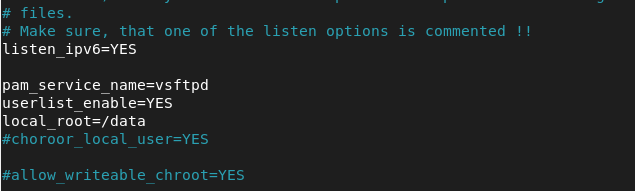 # files.
# Make sure, that one of the listen options is commented !!
listen_ipv6=YES
pam_service_name=vsftpd
userlist_enable=YES
local_root=/data
#choroor_local_user=YES
#allow_writeable_chroot=YES